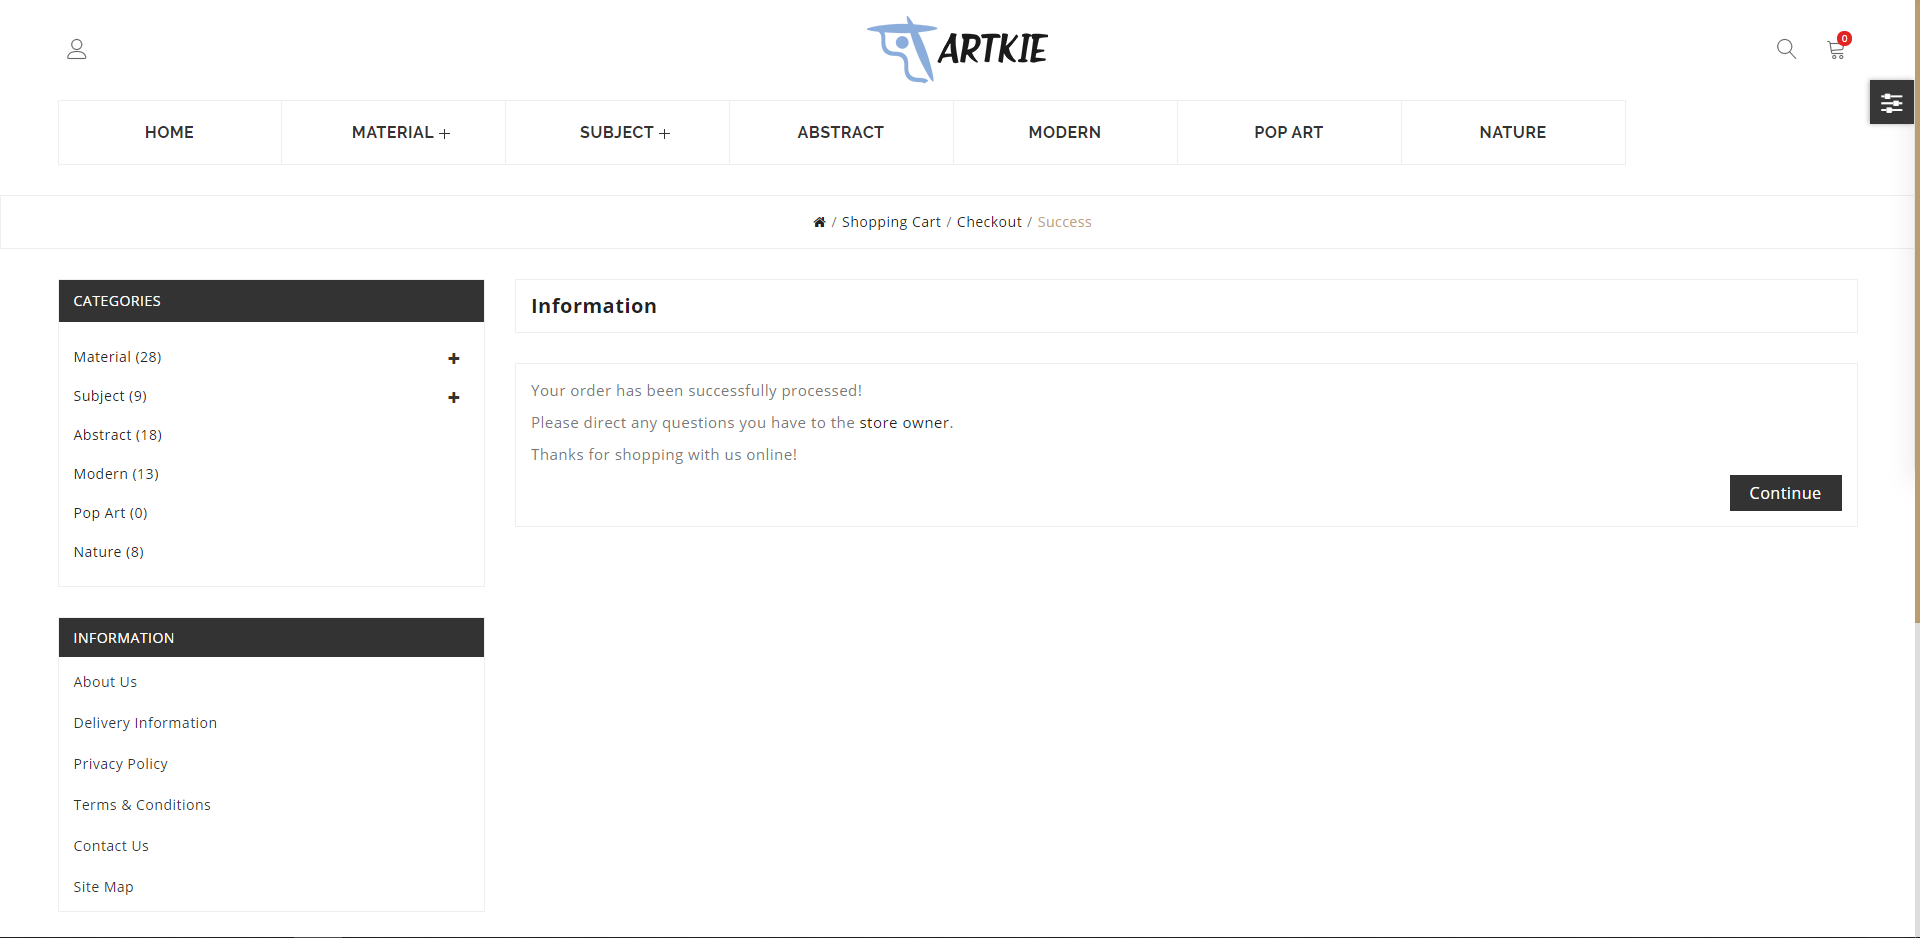 ARTKIE
0
HOME MATERIAL + SUBJECT + ABSTRACT MODERN POP ART NATURE
/ Shopping Cart / Checkout / Success
CATEGORIES
Material (28)
Subject (9)
Abstract (18)
Modern (13)
Pop Art (0)
Nature (8)
INFORMATION
About Us
Delivery Information
Privacy Policy
Terms & Conditions
Contact Us
Site Map
Information
Your order has been successfully processed!
Please direct any questions you have to the store owner.
Thanks for shopping with us online!
Continue